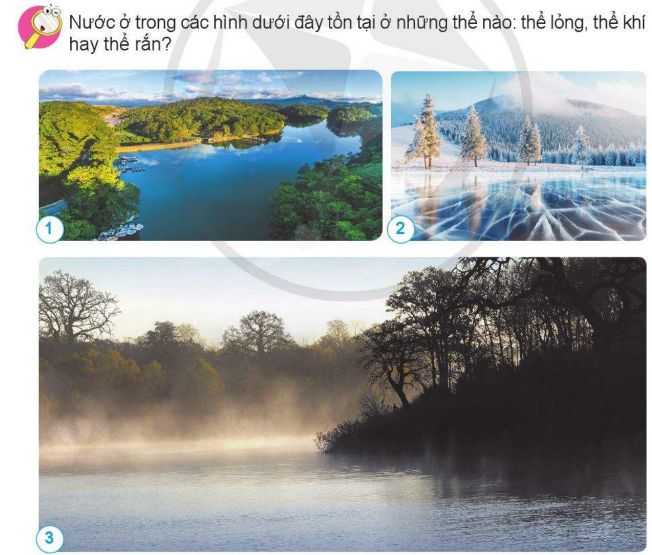 Nước ở trong các hình dưới đây tồn tại ở những thể nào: thể lỏng, thể khí
hay thể rắn?
1
2
3